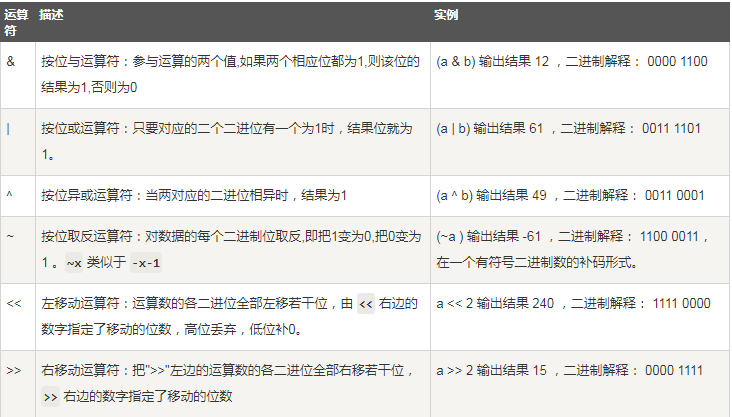 运算
符
描述
实例
&
按位与运算符：参与运算的两个值,如果两个相应位都为1,则该位的
结果为1,否则为0
(a & b) 输出结果 12 ，二进制解释： 0000 1100
|
按位或运算符：只要对应的二个二进位有一个为1时，结果位就为
1。
(a | b) 输出结果 61 ，二进制解释： 0011 1101
^
按位异或运算符：当两对应的二进位相异时，结果为1
(a ^ b) 输出结果 49 ，二进制解释： 0011 0001
~
按位取反运算符：对数据的每个二进制位取反,即把1变为0,把0变为
1 。~x 类似于 -x-1
(~a ) 输出结果 -61 ，二进制解释： 1100 0011，
在一个有符号二进制数的补码形式。
<<
左移动运算符：运算数的各二进位全部左移若干位，由 << 右边的
数字指定了移动的位数，高位丢弃，低位补0。
a << 2 输出结果 240 ，二进制解释： 1111 0000
>>
右移动运算符：把">>"左边的运算数的各二进位全部右移若干位，
>> 右边的数字指定了移动的位数
a >> 2 输出结果 15 ，二进制解释： 0000 1111